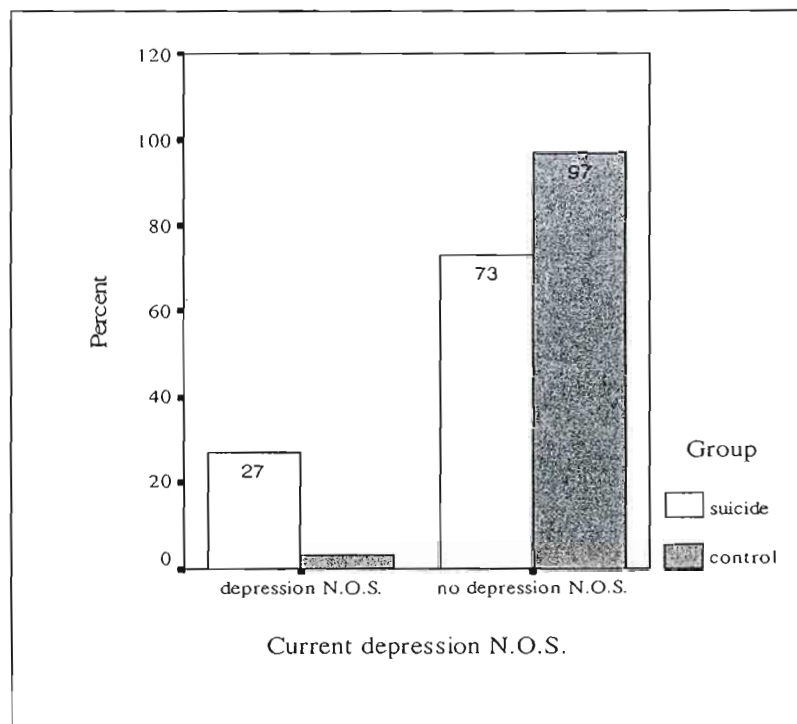 120
100
80
60
40
20
0
Percent
27
73
97
depression N.O.S.
no depression N.O.S.
Current depression N.O.S.
Group
suicide
control